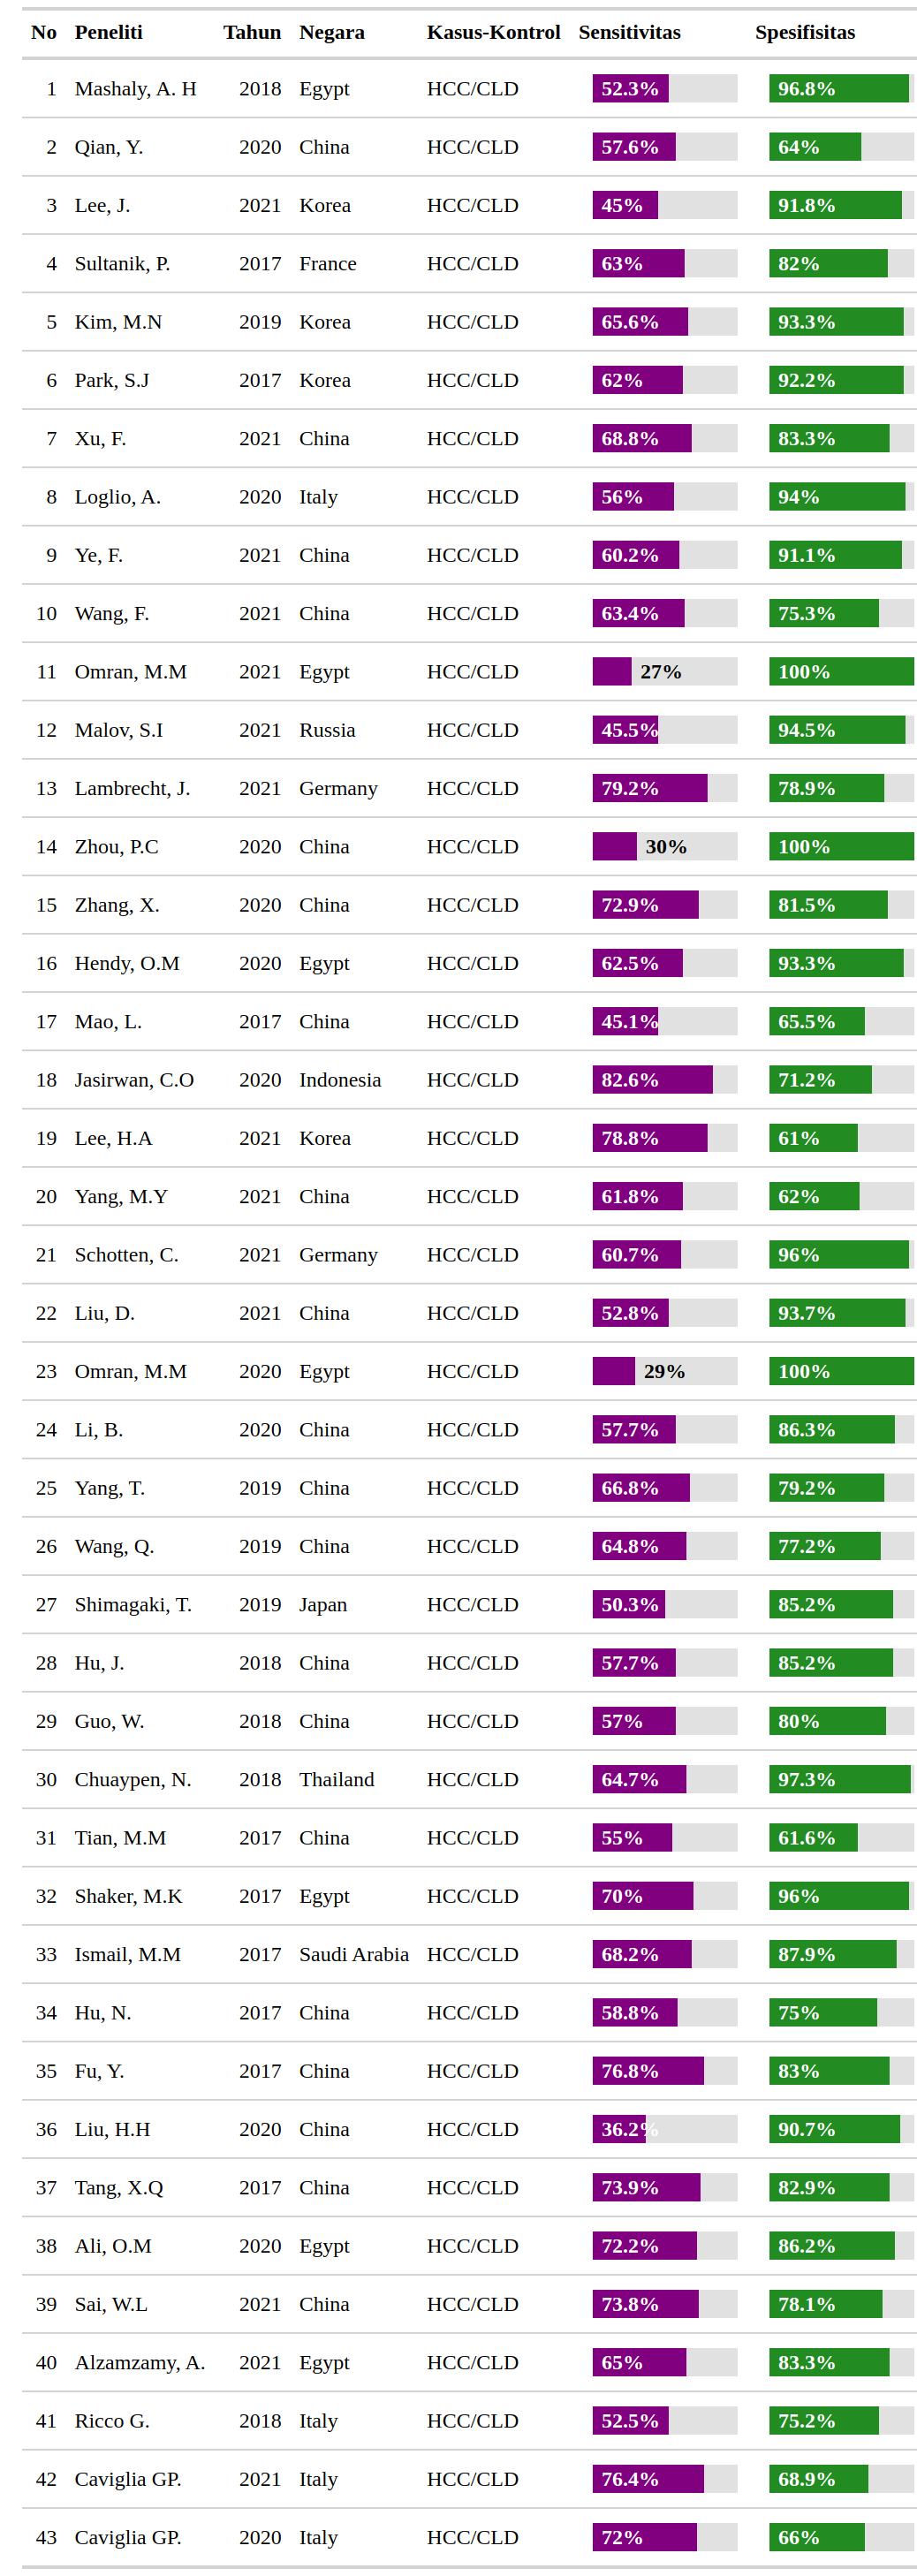 No Peneliti Tahun Negara Kasus-Kontrol Sensitivitas Spesifisitas
1 Mashaly, A. H 2018 Egypt HCC/CLD 52.3% 96.8%
2 Qian, Y. 2020 China HCC/CLD 57.6% 64%
3 Lee, J. 2021 Korea HCC/CLD 45% 91.8%
4 Sultanik, P. 2017 France HCC/CLD 63% 82%
5 Kim, M.N 2019 Korea HCC/CLD 65.6% 93.3%
6 Park, S.J 2017 Korea HCC/CLD 62% 92.2%
7 Xu, F. 2021 China HCC/CLD 68.8% 83.3%
8 Loglio, A. 2020 Italy HCC/CLD 56% 94%
9 Ye, F. 2021 China HCC/CLD 60.2% 91.1%
10 Wang, F. 2021 China HCC/CLD 63.4% 75.3%
11 Omran, M.M 2021 Egypt HCC/CLD 27% 100%
12 Malov, S.I 2021 Russia HCC/CLD 45.5% 94.5%
13 Lambrecht, J. 2021 Germany HCC/CLD 79.2% 78.9%
14 Zhou, P.C 2020 China HCC/CLD 30% 100%
15 Zhang, X. 2020 China HCC/CLD 72.9% 81.5%
16 Hendy, O.M 2020 Egypt HCC/CLD 62.5% 93.3%
17 Mao, L. 2017 China HCC/CLD 45.1% 65.5%
18 Jasirwan, C.O 2020 Indonesia HCC/CLD 82.6% 71.2%
19 Lee, H.A 2021 Korea HCC/CLD 78.8% 61%
20 Yang, M.Y 2021 China HCC/CLD 61.8% 62%
21 Schotten, C. 2021 Germany HCC/CLD 60.7% 96%
22 Liu, D. 2021 China HCC/CLD 52.8% 93.7%
23 Omran, M.M 2020 Egypt HCC/CLD 29% 100%
24 Li, B. 2020 China HCC/CLD 57.7% 86.3%
25 Yang, T. 2019 China HCC/CLD 66.8% 79.2%
26 Wang, Q. 2019 China HCC/CLD 64.8% 77.2%
27 Shimagaki, T. 2019 Japan HCC/CLD 50.3% 85.2%
28 Hu, J. 2018 China HCC/CLD 57.7% 85.2%
29 Guo, W. 2018 China HCC/CLD 57% 80%
30 Chuaypen, N. 2018 Thailand HCC/CLD 64.7% 97.3%
31 Tian, M.M 2017 China HCC/CLD 55% 61.6%
32 Shaker, M.K 2017 Egypt HCC/CLD 70% 96%
33 Ismail, M.M 2017 Saudi Arabia HCC/CLD 68.2% 87.9%
34 Hu, N. 2017 China HCC/CLD 58.8% 75%
35 Fu, Y. 2017 China HCC/CLD 76.8% 83%
36 Liu, H.H 2020 China HCC/CLD 36.2% 90.7%
37 Tang, X.Q 2017 China HCC/CLD 73.9% 82.9%
38 Ali, O.M 2020 Egypt HCC/CLD 72.2% 86.2%
39 Sai, W.L 2021 China HCC/CLD 73.8% 78.1%
40 Alzamzamy, A. 2021 Egypt HCC/CLD 65% 83.3%
41 Ricco G. 2018 Italy HCC/CLD 52.5% 75.2%
42 Caviglia GP. 2021 Italy HCC/CLD 76.4% 68.9%
43 Caviglia GP. 2020 Italy HCC/CLD 72% 66%